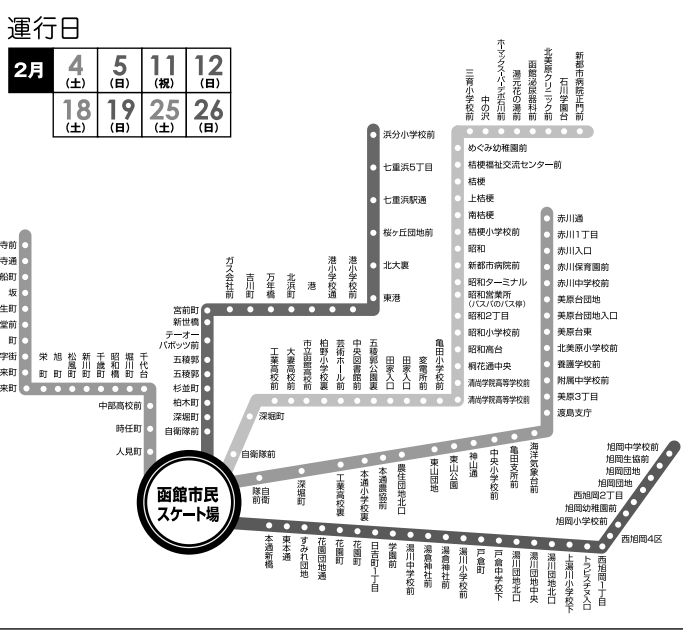 運行日
2月 4(土) 5(日) 11(祝) 12(日)
18(土) 19(日) 25(土) 26(日)
新都市病院正門前
石川学園台
北美原クリニック前
函館泌尿器科前
湯元花の湯前
ホーマックスーパーデポ石川前
中の沢
三育小学校前
めぐみ幼稚園前
桔梗福祉交流センター前
桔梗
上桔梗
南桔梗
桔梗小学校前
昭和
新都市病院前
昭和ターミナル
昭和営業所
(バスパのバス停)
昭和2丁目
昭和小学校前
昭和高台
桐花通中央
清尚学院高等学校前
清尚学院高等学校前
亀田小学校前
変電所前
田家入口
田家入口
五稜郭公園裏
中央図書館前
芸術ホール前
柏野小学校裏
市立函館高校前
大妻高校前
工業高校前
深堀町
自衛隊前
浜分小学校前
七重浜5丁目
七重浜駅通
桜ヶ丘団地前
北大裏
東港
港小学校前
港小学校通
港
北浜町
万年橋
吉川町
ガス会社前
宮前町
新世橋
テーオー
パボッツ前
五稜郭
五稜郭
杉並町
柏木町
深堀町
自衛隊前
寺前
寺通
船町
坂
生町
堂前
町
字街
来町
来町
栄町
旭町
松風町
新川町
千歳町
昭和橋
堀川町
千代台
中部高校前
時任町
人見町
函館市民
スケート場
赤川通
赤川1丁目
赤川入口
赤川保育園前
赤川中学校前
美原台団地
美原台団地入口
美原台東
北美原小学校前
養護学校前
附属中学校前
美原3丁目
渡島支庁
海洋気象台前
亀田支所前
中央小学校前
神山通
東山公園
東山団地
農住団地北口
本通農協前
本通小学校裏
工業高校裏
深堀町
自衛隊前
旭岡中学校前
旭岡生協前
旭岡団地
旭岡団地
西旭岡2丁目
旭岡幼稚園前
旭岡小学校前
西旭岡4区
西旭岡1丁目
トラピスチヌ入口
上湯川小学校下
湯川団地北口
湯川団地中央
湯川団地北口
戸倉中学校下
戸倉町
湯川小学校前
湯倉神社前
湯倉神社前
湯川中学校前
学園前
日吉町1丁目
花園町
花園町
花園団地通
すみれ団地
東本通
本通新橋